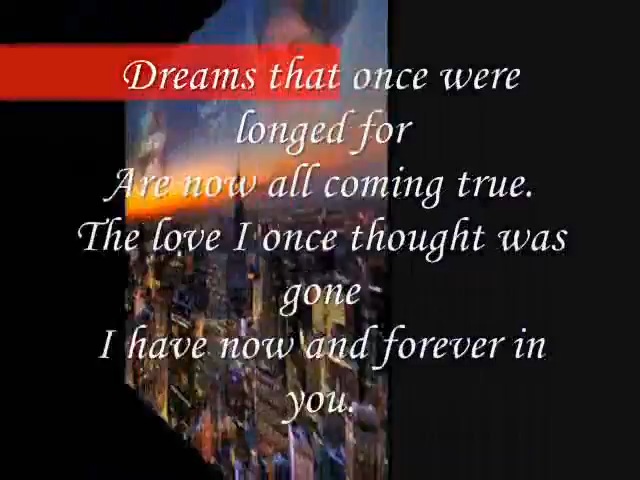 Dreams that once were
longed for
Are now all coming true.
The love I once thought was
gone
I have now and forever in
you.